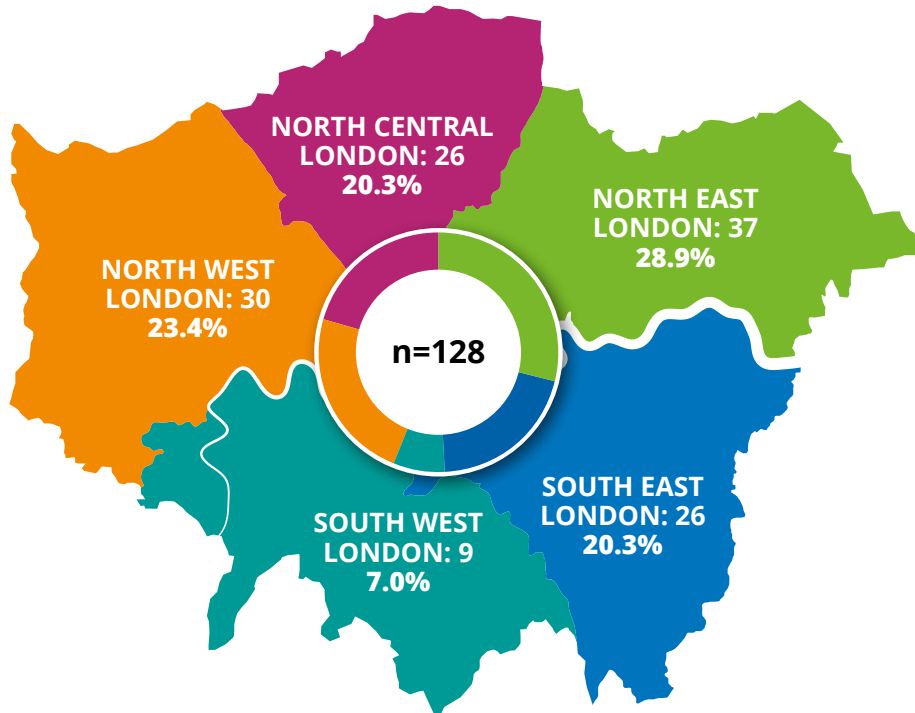 NORTH CENTRAL
LONDON: 26
20.3%
NORTH EAST
LONDON: 37
28.9%
NORTH WEST
LONDON: 30
23.4%
n=128
SOUTH EAST
LONDON: 26
20.3%
SOUTH WEST
LONDON: 9
7.0%